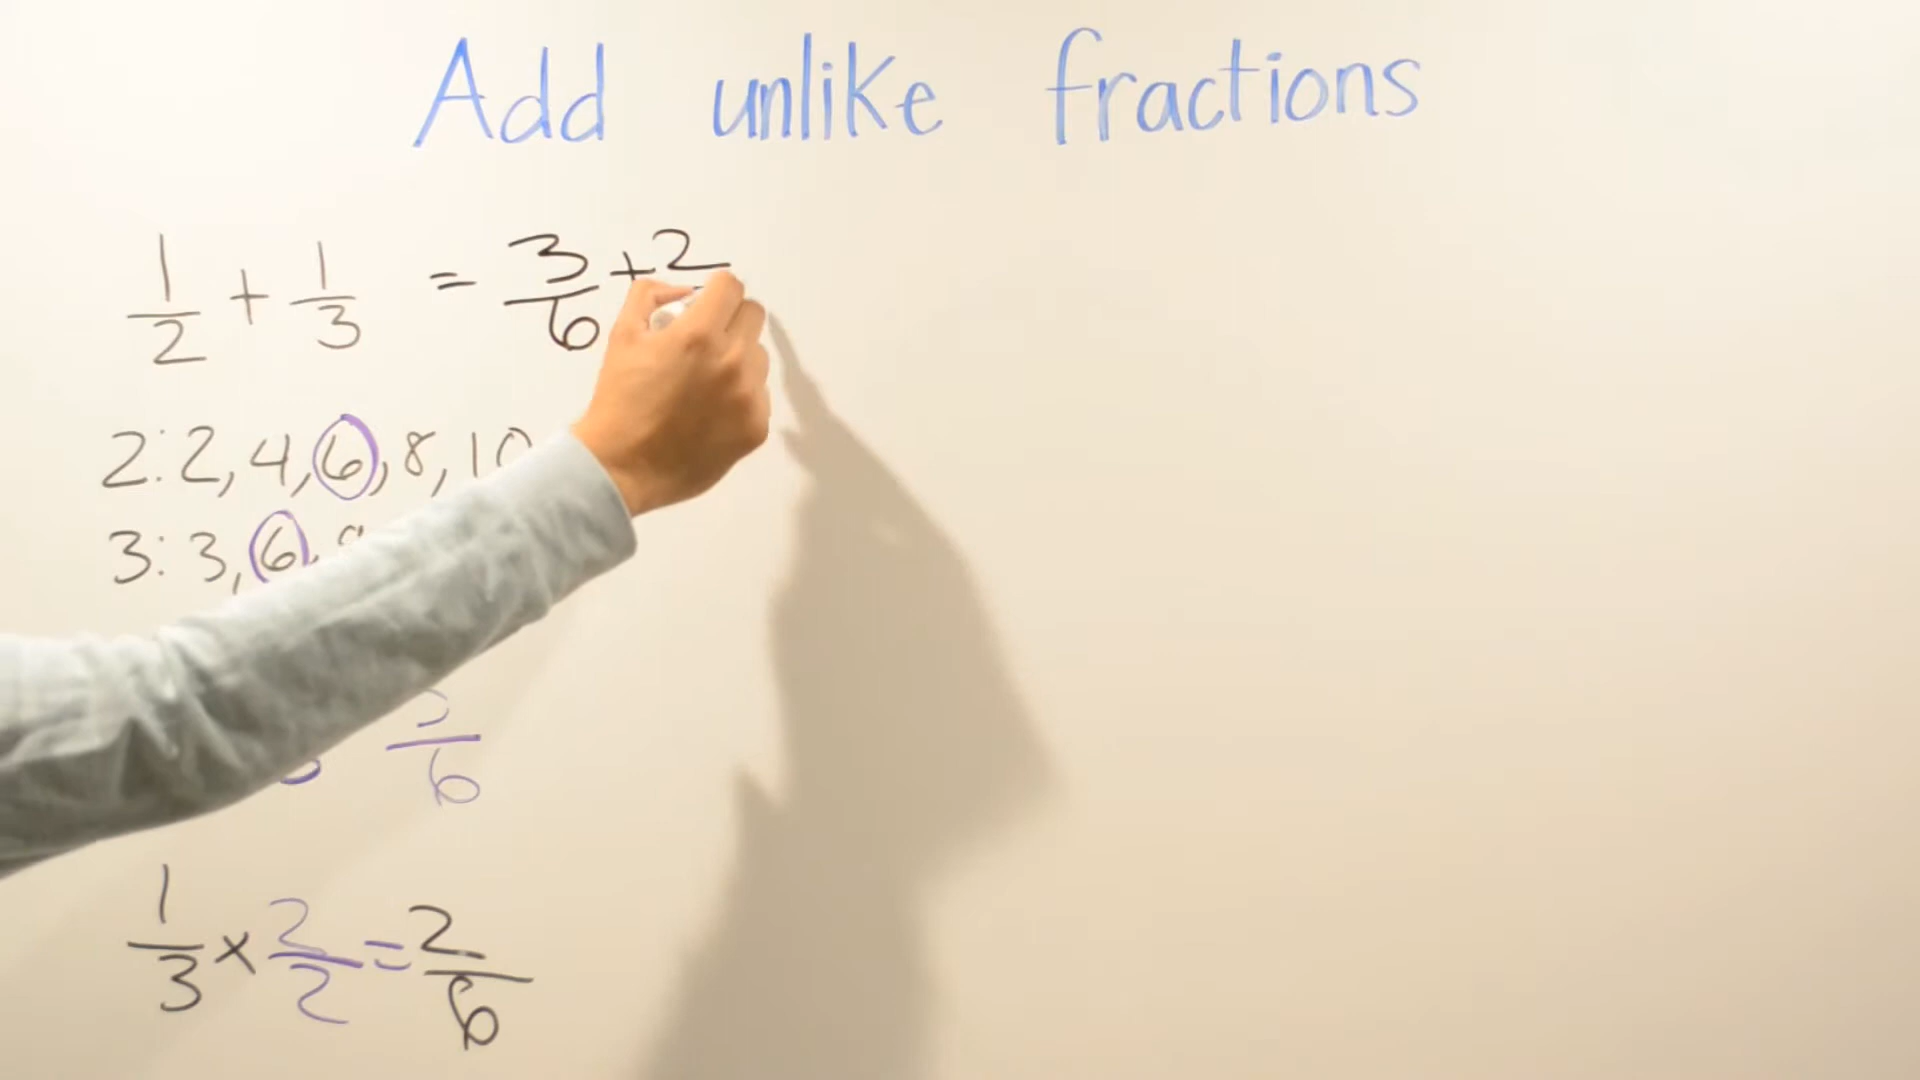 Add unlike fractions
1/2 + 1/3 = 3/6 + 2
2: 2, 4, 6, 8, 10
3: 3, 6,
/6
1/3 × 2/2 = 2/6